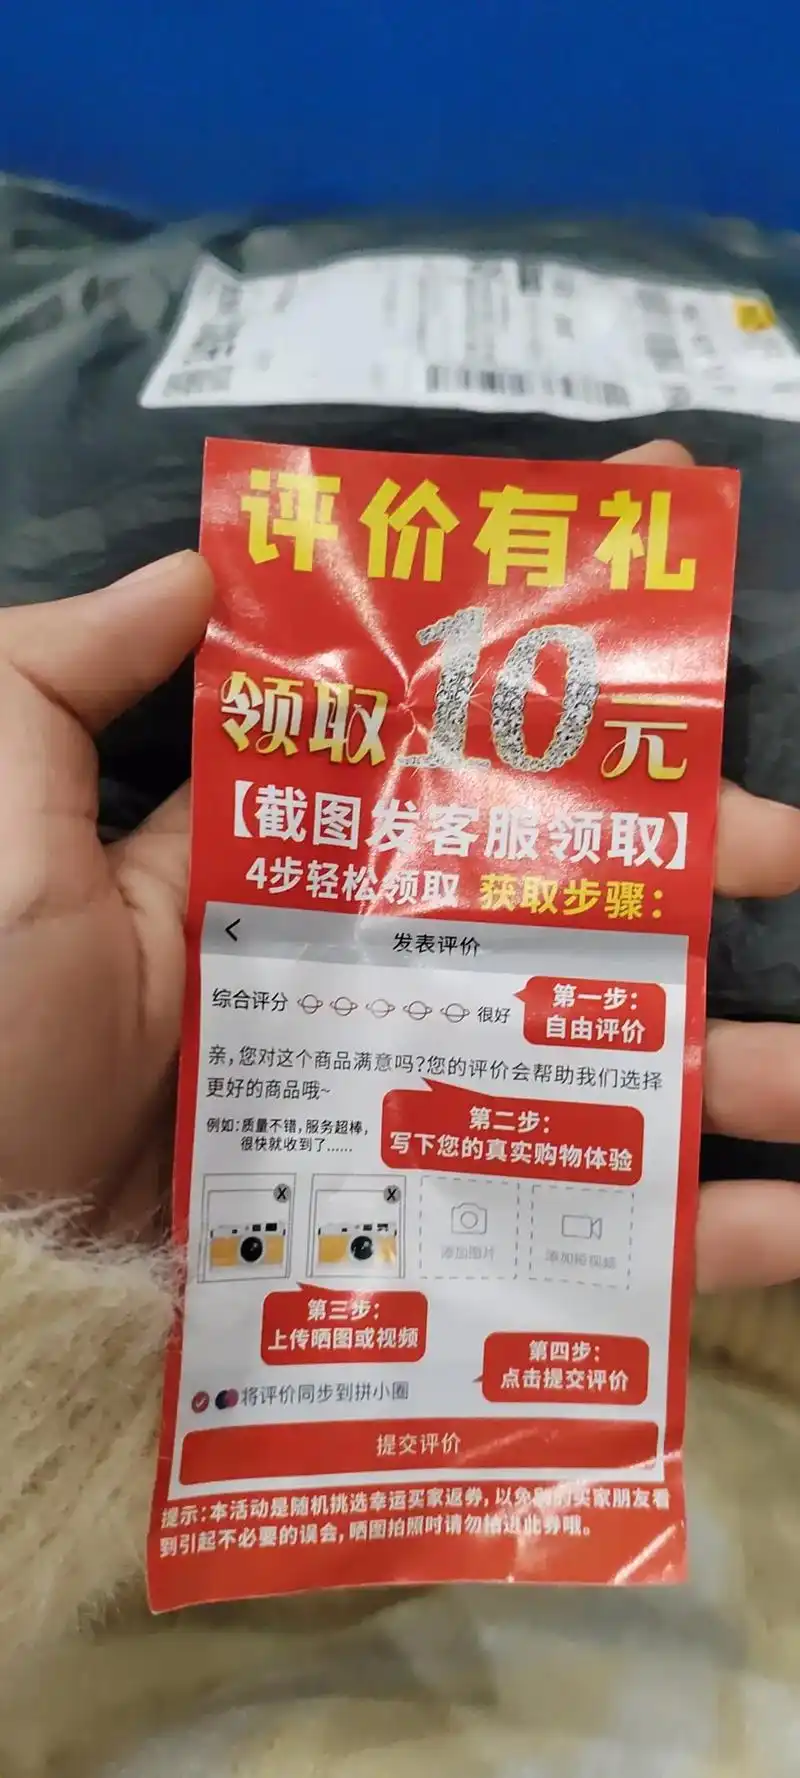 评价有礼
领取10元
【截图发客服领取】
4步轻松领取 获取步骤：
发表评价
综合评分 很好
第一步：
自由评价
亲，您对这个商品满意吗？您的评价会帮助我们选择
更好的商品哦~
例如：质量不错，服务超棒，
很快就收到了......
第二步：
写下您的真实购物体验
X
X
添加图片
添加短视频
第三步：
上传晒图或视频
第四步：
点击提交评价
将评价同步到拼小圈
提交评价
提示：本活动是随机挑选幸运买家返券，以免别的买家朋友看
到引起不必要的误会，晒图拍照时请勿拍进此券哦。